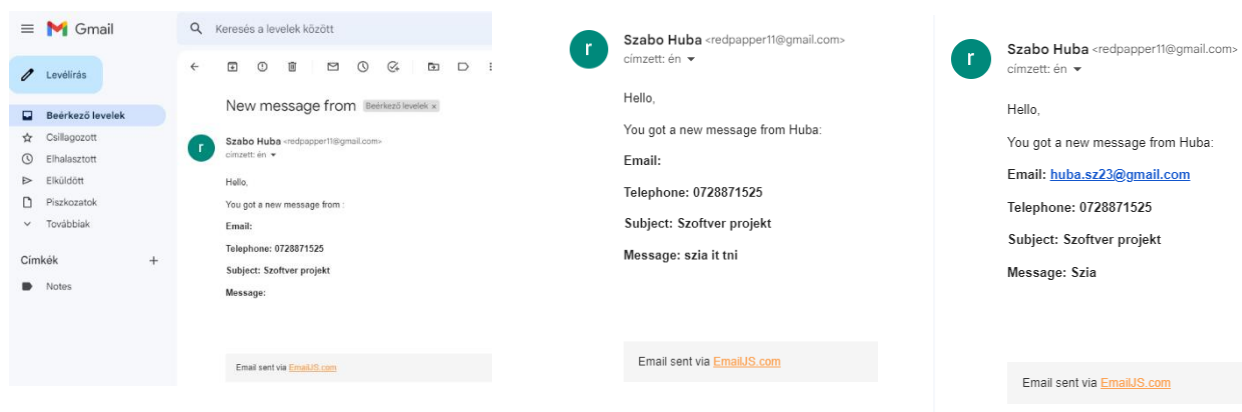 Gmail
Keresés a levelek között
Levélírás
Beérkező levelek
Csillagozott
Elhalasztott
Elküldött
Piszkozatok
Továbbiak
Címkék +
Notes
New message from Beérkező levelek x
r
Szabo Huba <redpapper11@gmail.com>
címzett: én
Hello,
You got a new message from :
Email:
Telephone: 0728871525
Subject: Szoftver projekt
Message:
Email sent via EmailJS.com
r
Szabo Huba <redpapper11@gmail.com>
címzett: én
Hello,
You got a new message from Huba:
Email:
Telephone: 0728871525
Subject: Szoftver projekt
Message: szia it tni
Email sent via EmailJS.com
r
Szabo Huba <redpapper11@gmail.com>
címzett: én
Hello,
You got a new message from Huba:
Email: huba.sz23@gmail.com
Telephone: 0728871525
Subject: Szoftver projekt
Message: Szia
Email sent via EmailJS.com